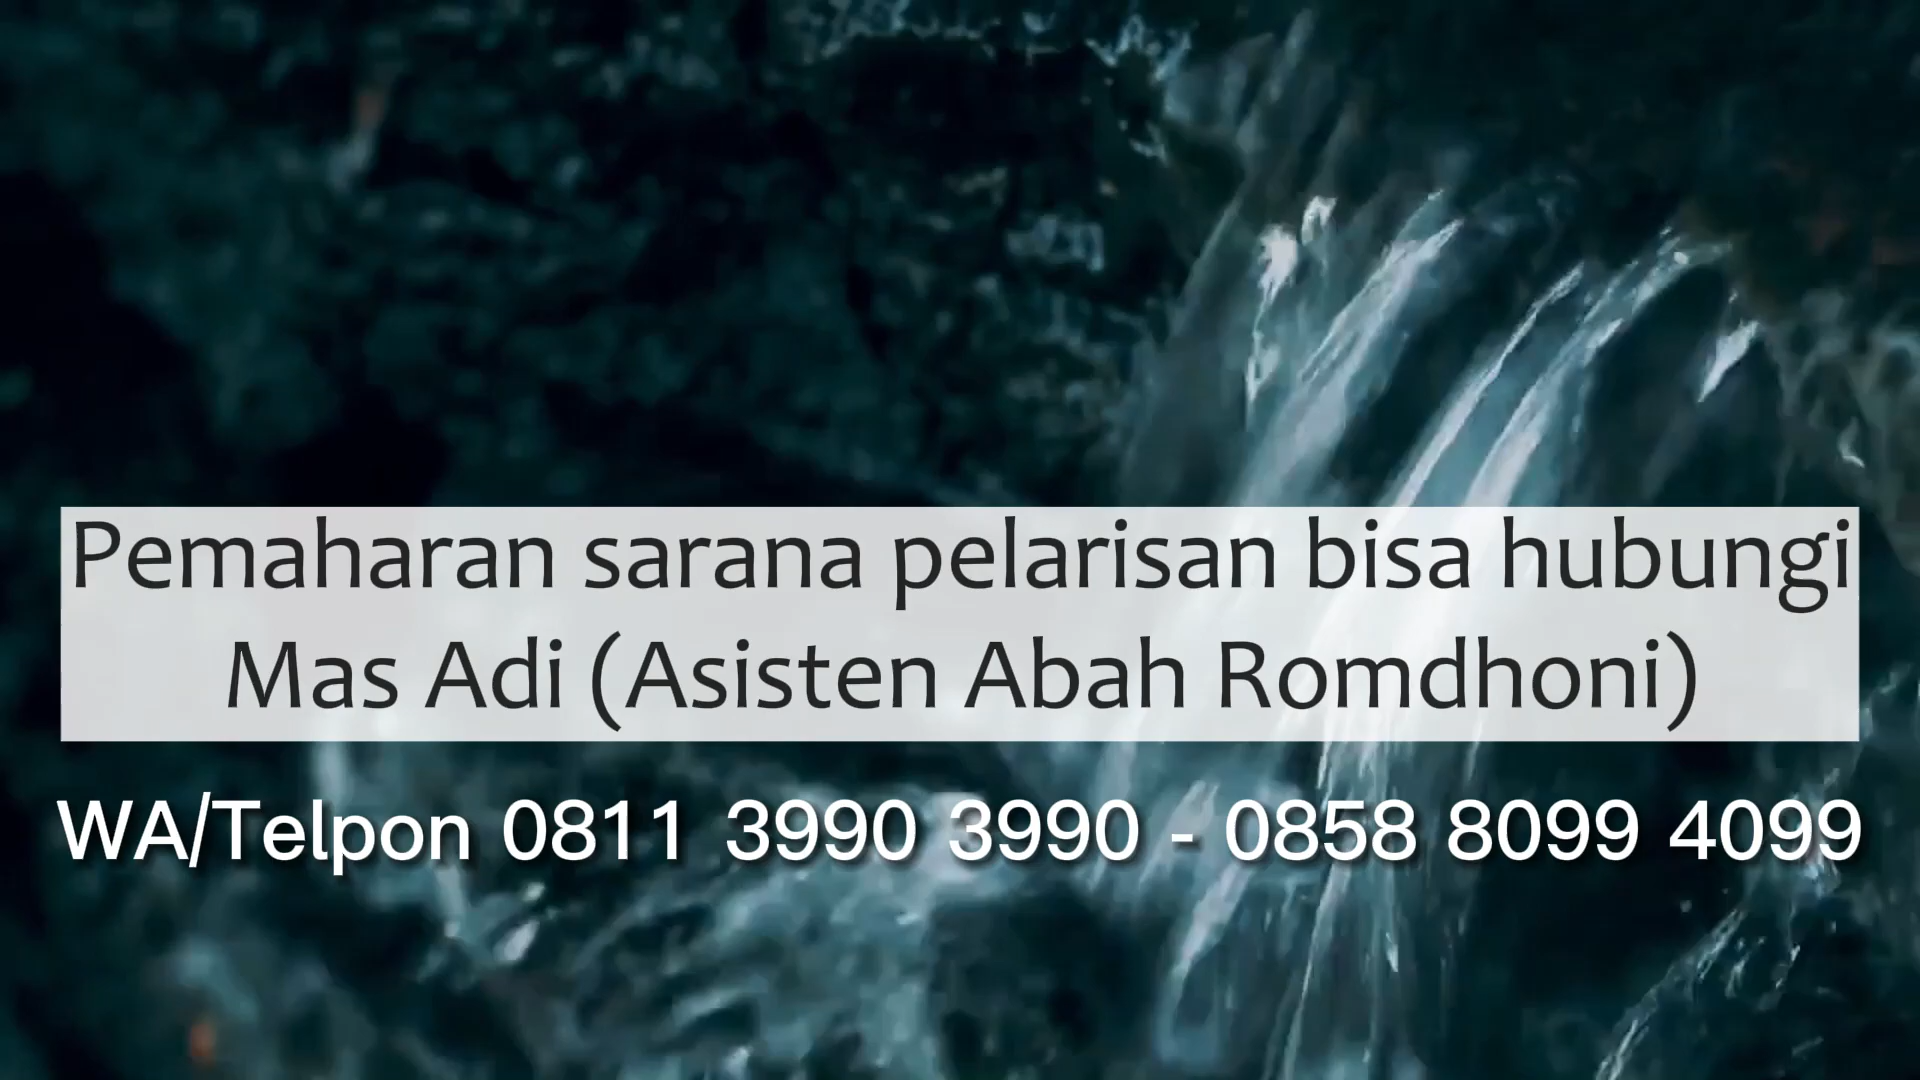 Pemaharan sarana pelarisan bisa hubungi
Mas Adi (Asisten Abah Romdhoni)
WA/Telpon 0811 3990 3990 - 0858 8099 4099